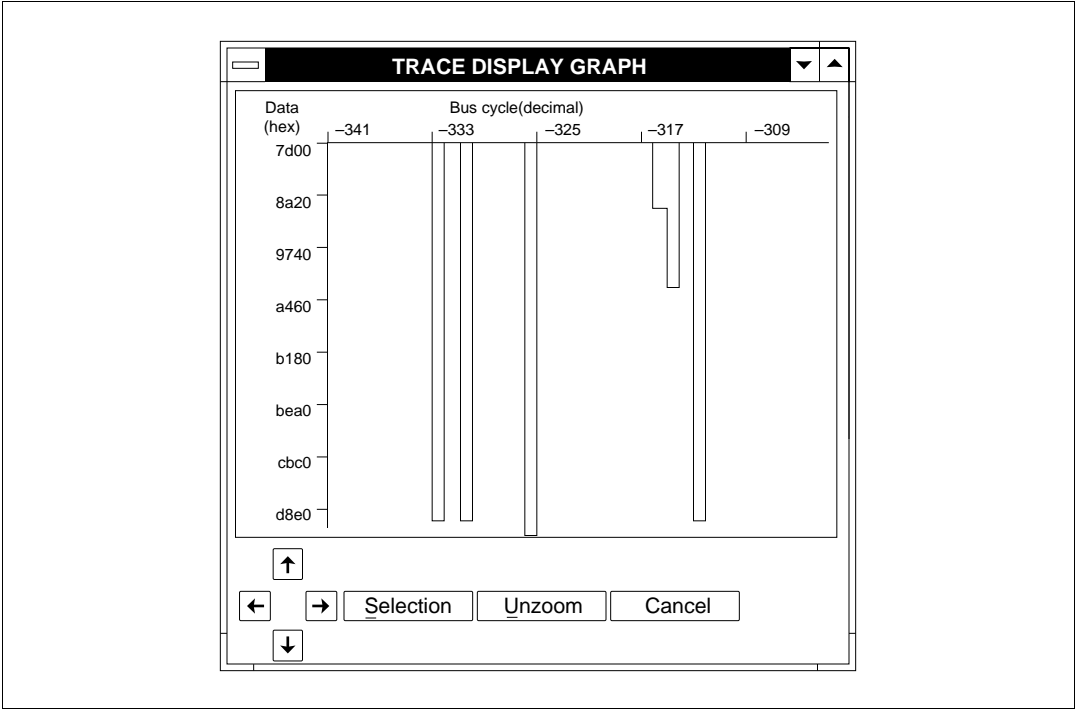 TRACE DISPLAY GRAPH
Data Bus cycle(decimal)
(hex) –341 –333 –325 –317 –309
7d00
8a20
9740
a460
b180
bea0
cbc0
d8e0
Selection Unzoom Cancel